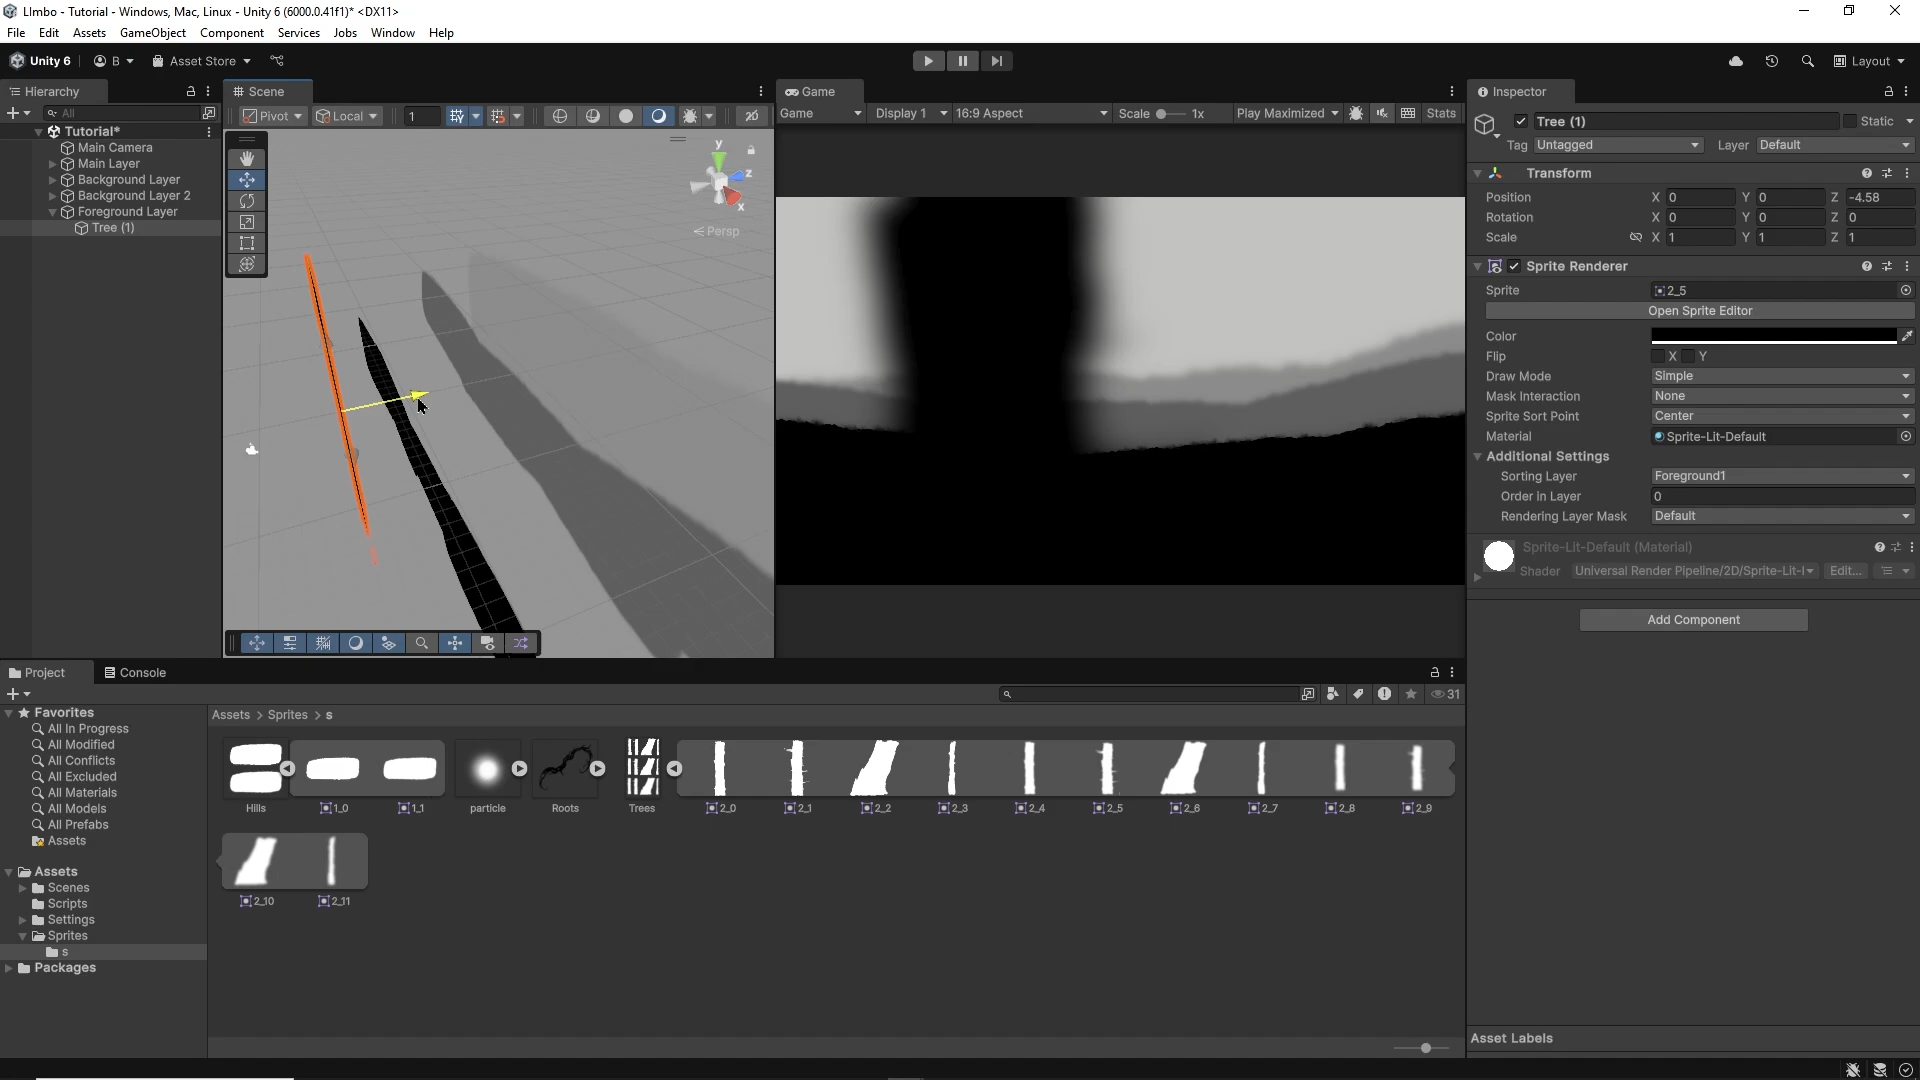 LImbo - Tutorial - Windows, Mac, Linux - Unity 6 (6000.0.41f1)* <DX11>
File Edit Assets GameObject Component Services Jobs Window Help
Unity 6 B Asset Store Layout
Hierarchy
All
Tutorial*
Main Camera
Main Layer
Background Layer
Background Layer 2
Foreground Layer
Tree (1)
Scene
Pivot Local 1 2D
y
z
x
Persp
Game
Game Display 1 16:9 Aspect Scale 1x Play Maximized Stats
Inspector
Tree (1) Static
Tag Untagged Layer Default
Transform
Position X 0 Y 0 Z -4.58
Rotation X 0 Y 0 Z 0
Scale X 1 Y 1 Z 1
Sprite Renderer
Sprite 2_5
Open Sprite Editor
Color
Flip X Y
Draw Mode Simple
Mask Interaction None
Sprite Sort Point Center
Material Sprite-Lit-Default
Additional Settings
Sorting Layer Foreground1
Order in Layer 0
Rendering Layer Mask Default
Sprite-Lit-Default (Material)
Shader Universal Render Pipeline/2D/Sprite-Lit-I Edit...
Add Component
Asset Labels
Project Console
31
Favorites
All In Progress
All Modified
All Conflicts
All Excluded
All Materials
All Models
All Prefabs
Assets
Assets
Scenes
Scripts
Settings
Sprites
s
Packages
Assets > Sprites > s
Hills 1_0 1_1 particle Roots Trees 2_0 2_1 2_2 2_3 2_4 2_5 2_6 2_7 2_8 2_9
2_10 2_11